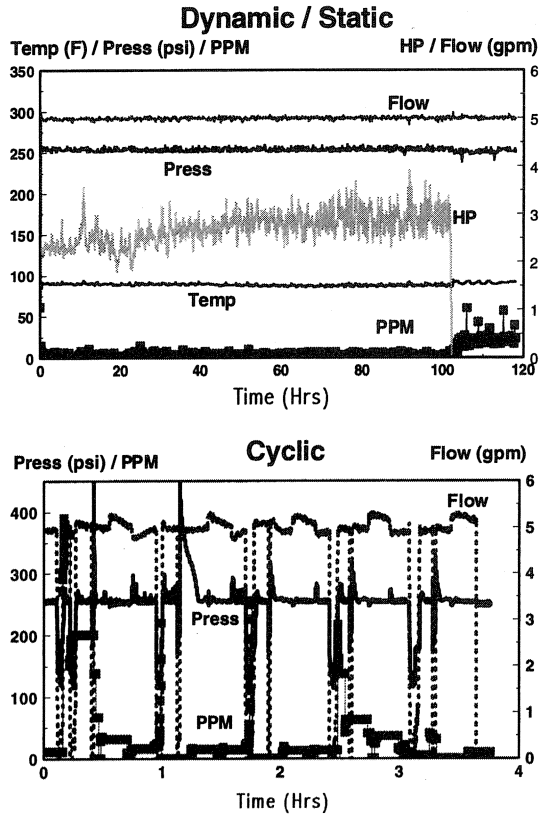 Dynamic / Static
Temp (F) / Press (psi) / PPM HP / Flow (gpm)
350 6
300 Flow 5
250 4
Press
200
HP 3
150
2
100
Temp 1
50 PPM
0 0
0 20 40 60 80 100 120
Time (Hrs)
Cyclic
Press (psi) / PPM Flow (gpm)
6
400 Flow 5
300 4
Press 3
200
2
100 PPM 1
0 0
0 1 2 3 4
Time (Hrs)